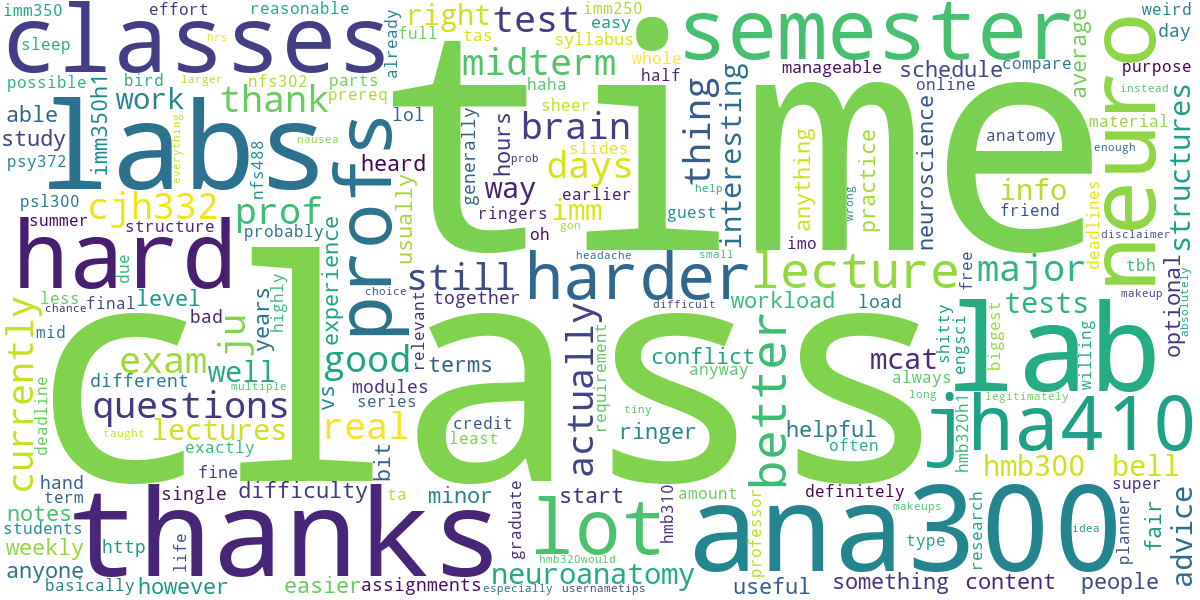 imm350
effort
reasonable
imm250
easy
weird
classes
hrs
already
right
test
semester
day
sleep
full
tas
syllabus
average
neuro
possible
bird
larger
nfs302
midterm
whole
half
manageable
schedule
compare
purpose
imm350h1
able
labs
work
parts
thank
prereq
time
haha
thing
online
instead
study
everything
nausea
lol
generally
hours
sheer
brain
slides
interesting
anything
practice
neuroscience
anatomy
material
structures
enough
psy372
nfs488
profs
heard
prob
days
help
psl300
cjh332
prof
way
earlier
imm
guest
wrong
info
friend
summer
structure
probably
usually
ringers
gon
oh
imo
deadlines
disclaimer
hard
due
experience
still
headache
harder
small
lecture
free
major
tbh
optional
makeup
absolutely
less
chance
final
level
years
highly
choice
together
difficult
workload
load
tests
currently
mid
bad
ju
relevant
actually
shitty
engsci
biggest
willing
lab
class
exam
well
good
terms
conflict
better
mcat
different
multiple
vs
modules
anyway
always
long
legitimately
deadline
questions
series
requirement
tiny
jha410
taught
lectures
real
credit
ringer
helpful
often
hmb320h1
exactly
least
hmb300
bell
hand
fine
bit
term
single
difficulty
ta
minor
start
hmb310
amount
definitely
super
notes
thanks
graduate
lot
professor
ana300
makeups
planner
fair
advice
students
weekly
http
life
type
research
idea
anyone
hmb320would
neuroanatomy
basically
however
easier
assignments
especially
usernametips
useful
something
content
people